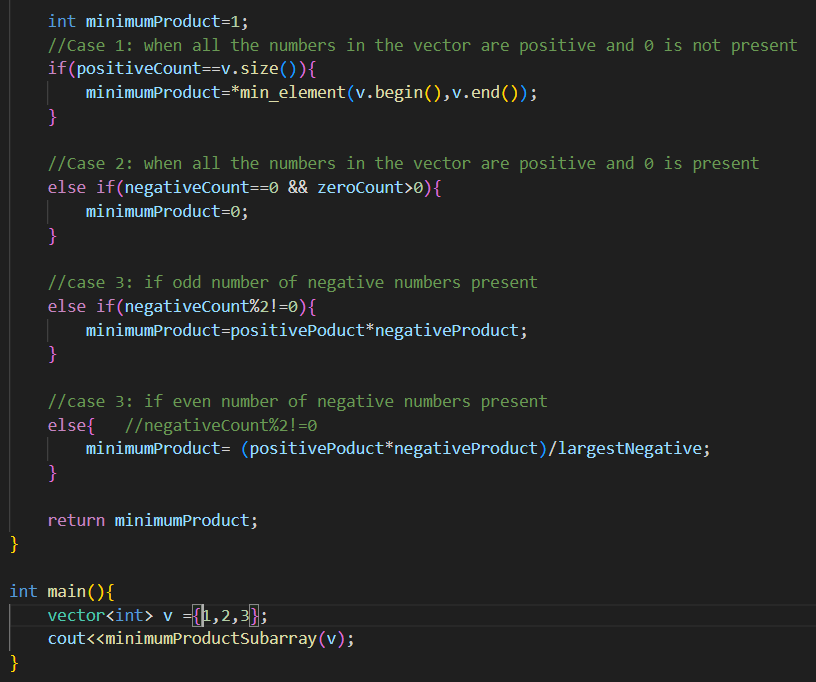 int minimumProduct=1;
//Case 1: when all the numbers in the vector are positive and 0 is not present
if(positiveCount==v.size()){
minimumProduct=*min_element(v.begin(),v.end());
}
//Case 2: when all the numbers in the vector are positive and 0 is present
else if(negativeCount==0 && zeroCount>0){
minimumProduct=0;
}
//case 3: if odd number of negative numbers present
else if(negativeCount%2!=0){
minimumProduct=positivePoduct*negativeProduct;
}
//case 3: if even number of negative numbers present
else{   //negativeCount%2!=0
minimumProduct= (positivePoduct*negativeProduct)/largestNegative;
}
return minimumProduct;
}
int main(){
vector<int> v ={1,2,3};
cout<<minimumProductSubarray(v);
}